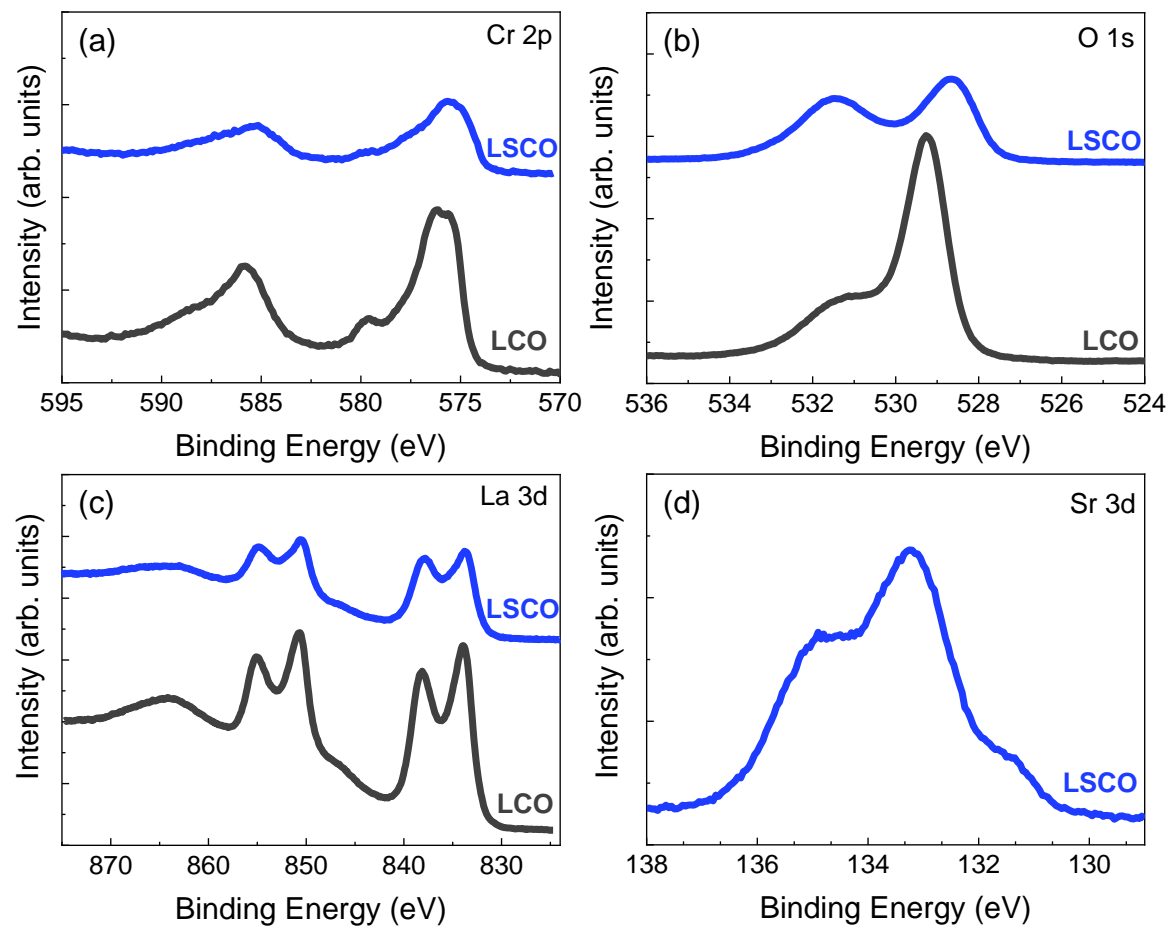 (a)
Cr 2p
LSCO
LCO
Intensity (arb. units)
595 590 585 580 575 570
Binding Energy (eV)
(b)
O 1s
LSCO
LCO
Intensity (arb. units)
536 534 532 530 528 526 524
Binding Energy (eV)
(c)
La 3d
LSCO
LCO
Intensity (arb. units)
870 860 850 840 830
Binding Energy (eV)
(d)
Sr 3d
LSCO
Intensity (arb. units)
138 136 134 132 130
Binding Energy (eV)